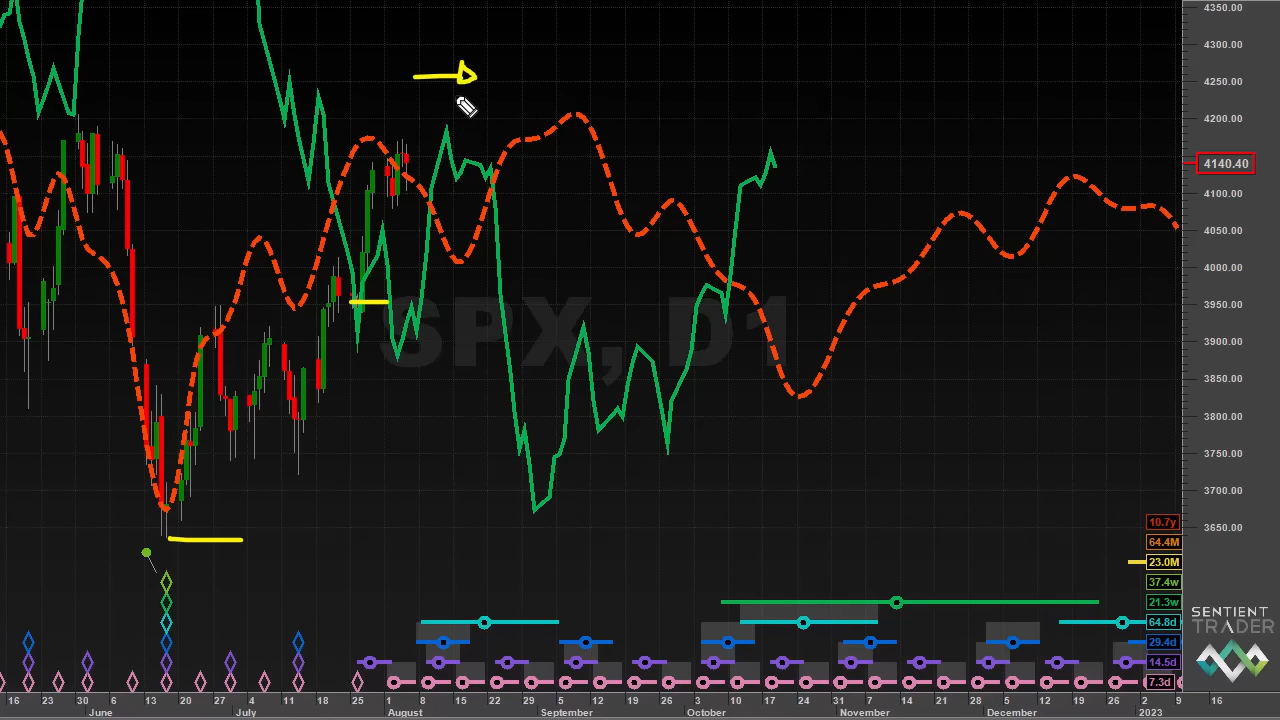 4350.00
4300.00
4250.00
4200.00
4140.40
4100.00
4050.00
4000.00
3950.00
3900.00
3850.00
3800.00
3750.00
3700.00
3650.00
SPX, D1
10.7y
64.4M
23.0M
37.4w
21.3w
64.8d
29.4d
14.5d
7.3d
SENTIENT
TRADER
16 23 30 6 13 20 27 4 11 18 25 1 8 15 22 29 5 12 19 26 3 10 17 24 31 7 14 21 28 5 12 19 26 2 9 16
June July August September October November December 2023